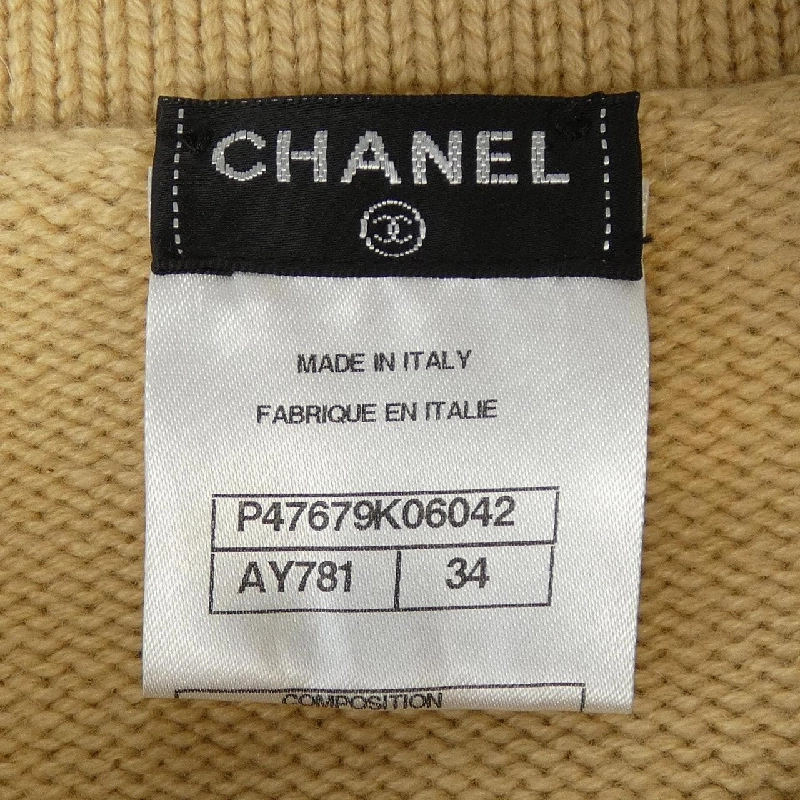 CHANEL
MADE IN ITALY
FABRIQUE EN ITALIE
P47679K06042
AY781 34
COMPOSITION